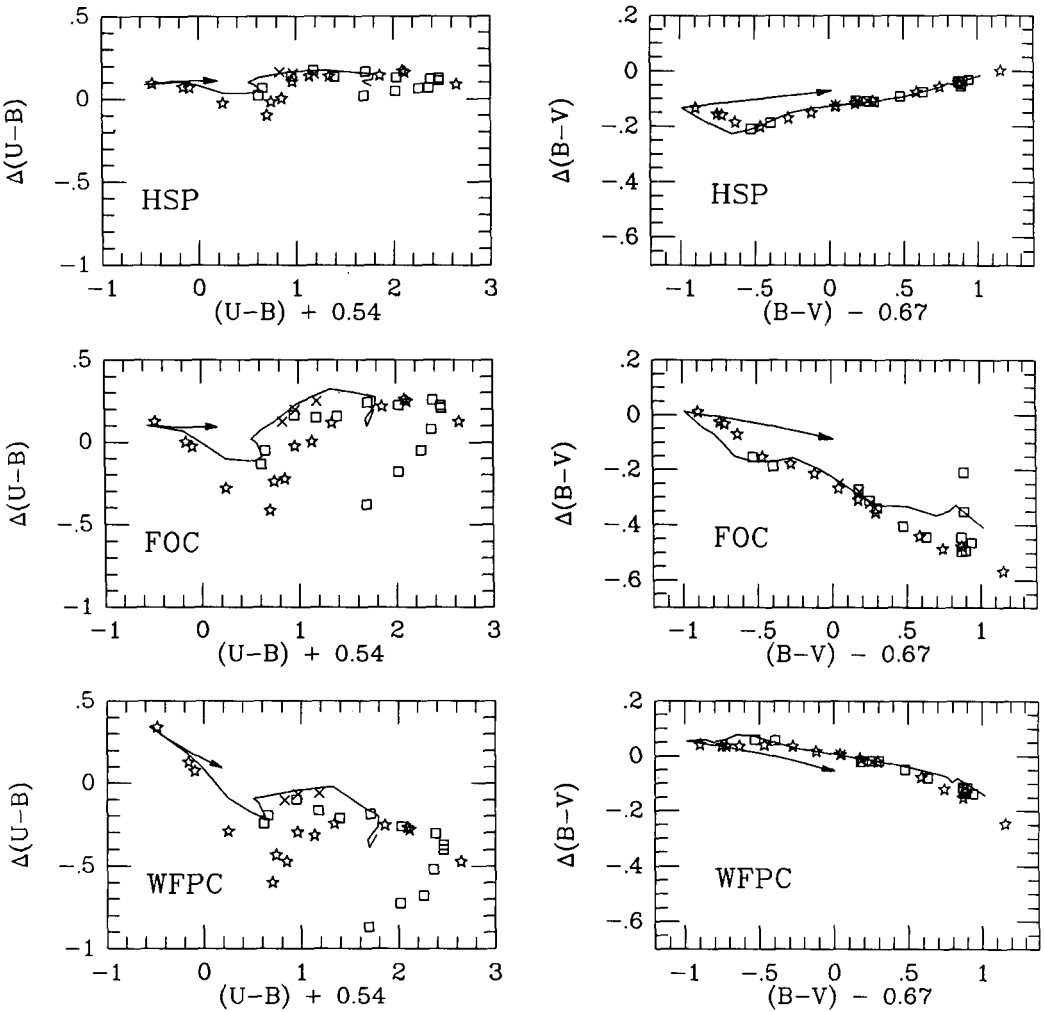 .5
0
−.5
−1
Δ(U−B)
HSP
−1 0 1 2 3
(U−B) + 0.54
.2
0
−.2
−.4
−.6
Δ(B−V)
HSP
−1 −.5 0 .5 1
(B−V) − 0.67
.5
0
−.5
−1
Δ(U−B)
FOC
−1 0 1 2 3
(U−B) + 0.54
.2
0
−.2
−.4
−.6
Δ(B−V)
FOC
−1 −.5 0 .5 1
(B−V) − 0.67
.5
0
−.5
−1
Δ(U−B)
WFPC
−1 0 1 2 3
(U−B) + 0.54
.2
0
−.2
−.4
−.6
Δ(B−V)
WFPC
−1 −.5 0 .5 1
(B−V) − 0.67